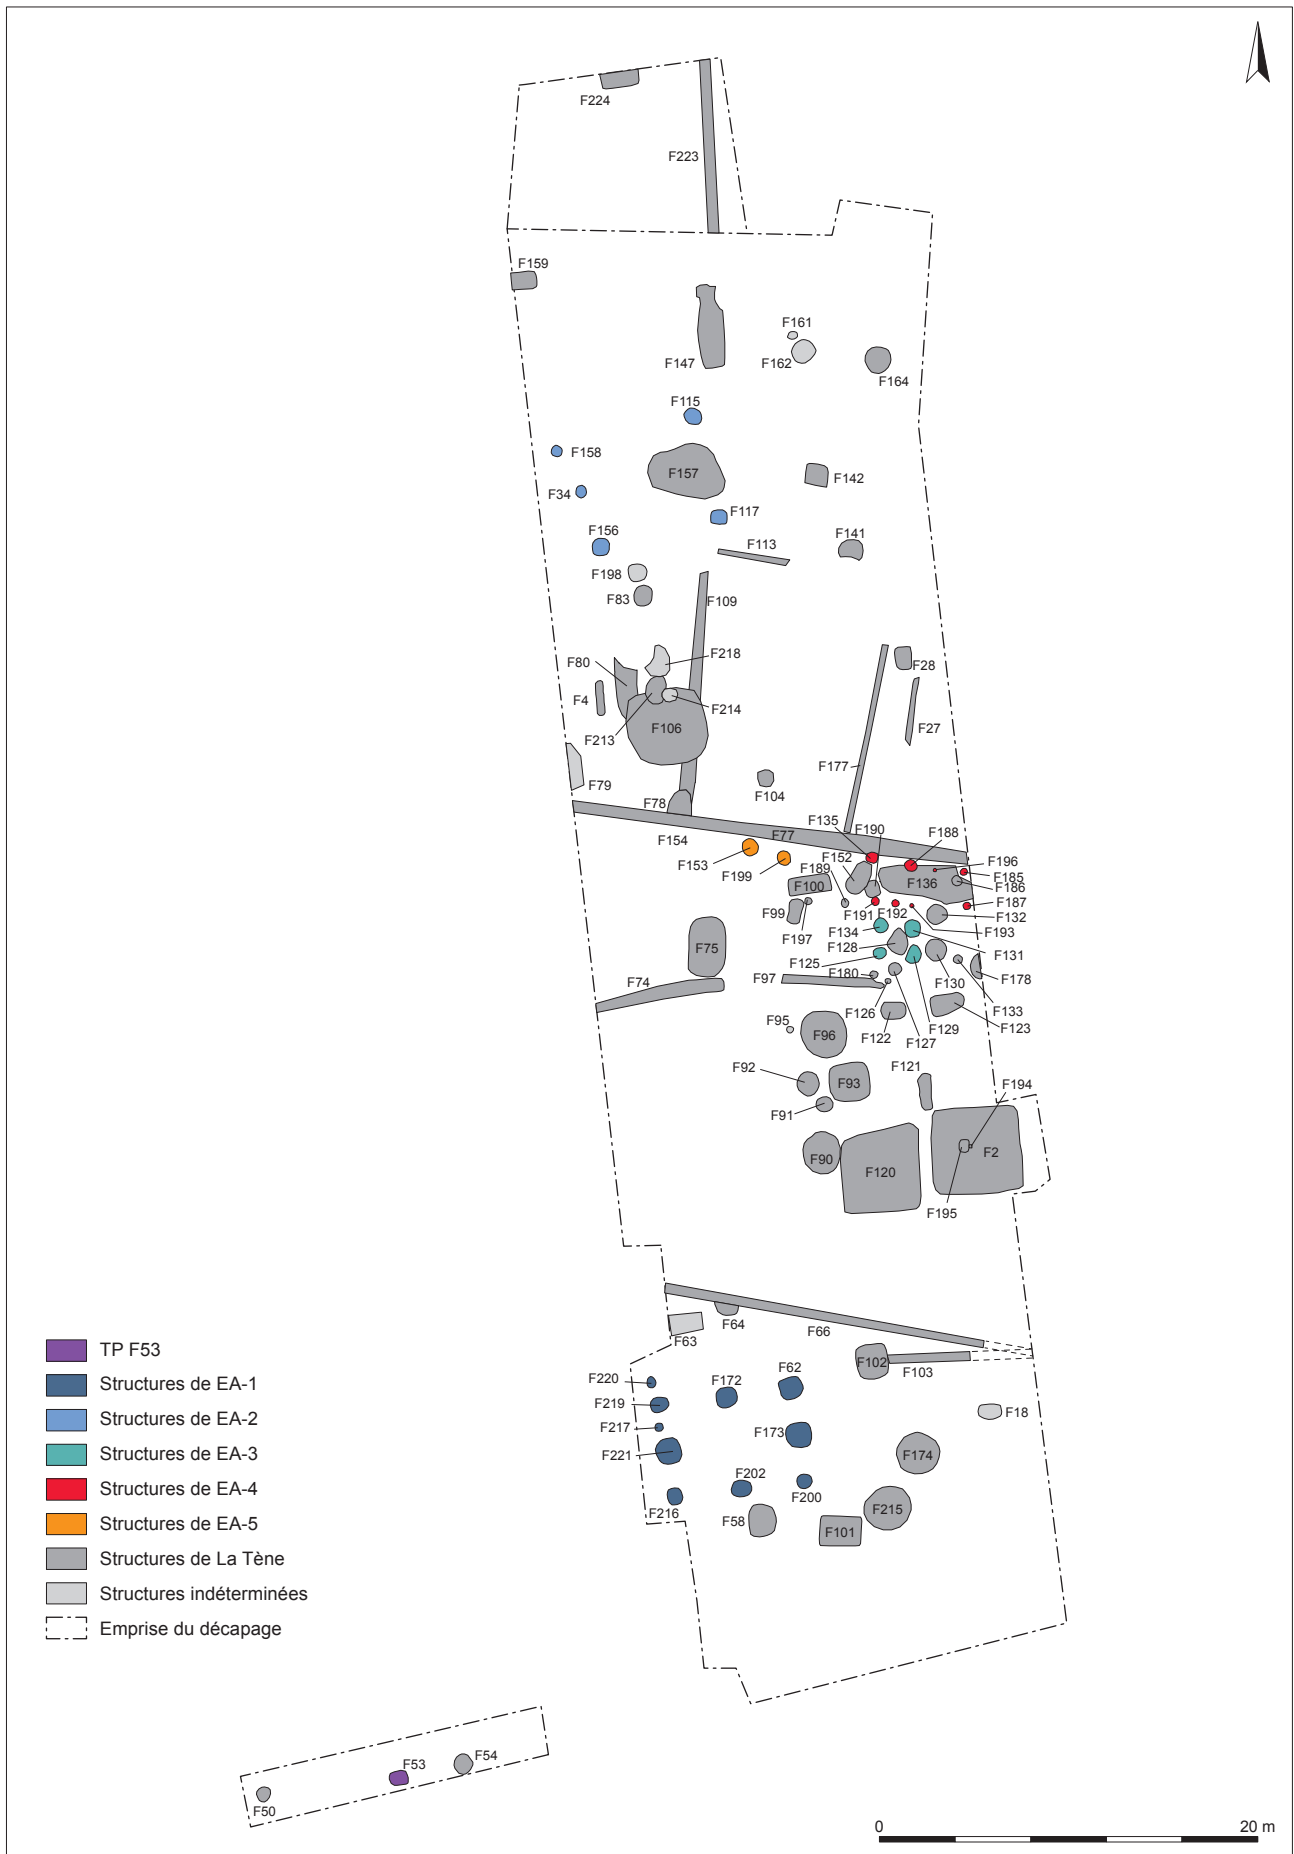 F224
F223
F159
F161
F147
F162
F164
F115
F158
F157
F142
F34
F117
F156
F141
F113
F198
F83
F109
F218
F80
F28
F4
F214
F213
F106
F27
F177
F79
F104
F78
F135
F190
F154
F77
F188
F153
F152
F196
F189
F185
F199
F100
F136
F186
F187
F99
F191
F192
F132
F134
F193
F197
F128
F75
F131
F125
F74
F97
F180
F130
F178
F126
F133
F95
F96
F122
F129
F123
F127
F92
F93
F121
F194
F91
F90
F120
F2
F195
F64
F66
F63
F102
F103
F220
F172
F62
F219
F18
F217
F173
F221
F174
F202
F200
F216
F58
F215
F101
TP F53
Structures de EA-1
Structures de EA-2
Structures de EA-3
Structures de EA-4
Structures de EA-5
Structures de La Tène
Structures indéterminées
Emprise du décapage
F54
F53
F50
0 20 m